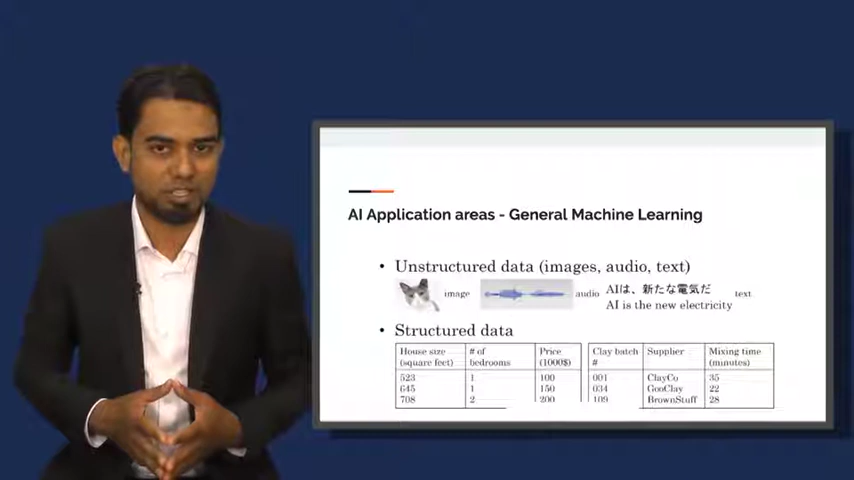 AI Application areas - General Machine Learning
• Unstructured data (images, audio, text)
image audio AIは、新たな電気だ text
AI is the new electricity
• Structured data
House size (square feet) # of bedrooms Price (1000$)
523 1 100
645 1 150
708 2 200
Clay batch # Supplier Mixing time (minutes)
001 ClayCo 35
034 GooClay 22
109 BrownStuff 28